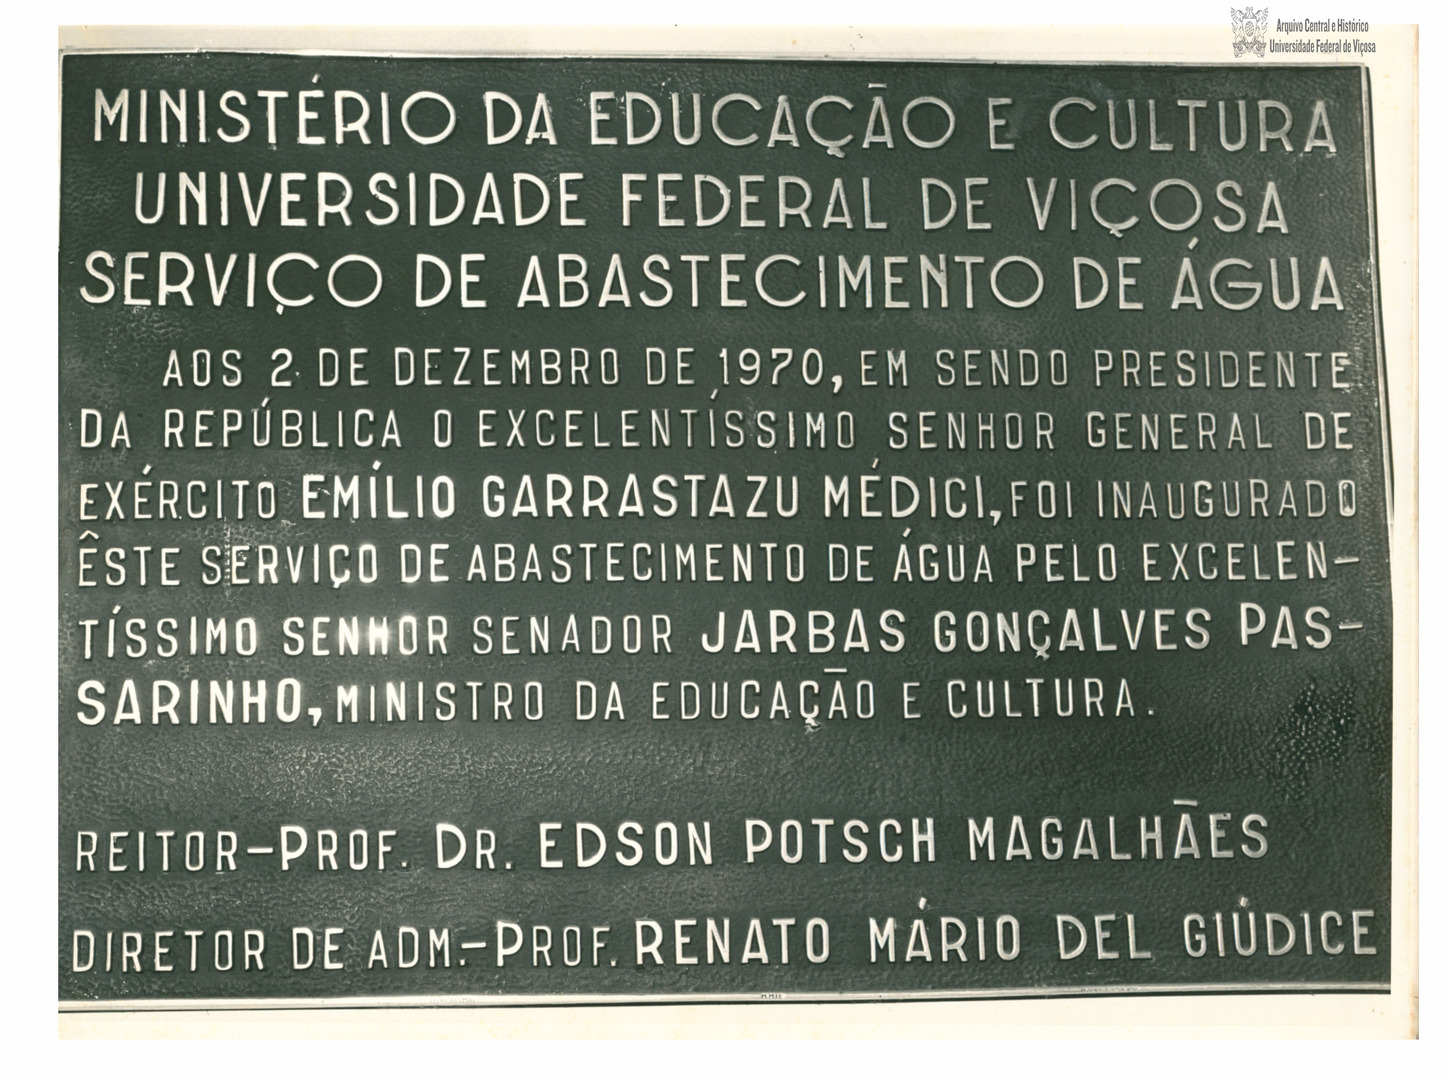 Arquivo Central e Histórico
Universidade Federal de Viçosa
MINISTÉRIO DA EDUCAÇÃO E CULTURA
UNIVERSIDADE FEDERAL DE VIÇOSA
SERVIÇO DE ABASTECIMENTO DE ÁGUA
AOS 2 DE DEZEMBRO DE 1970, EM SENDO PRESIDENTE
DA REPÚBLICA O EXCELENTÍSSIMO SENHOR GENERAL DE
EXÉRCITO EMÍLIO GARRASTAZU MÉDICI, FOI INAUGURADO
ÊSTE SERVIÇO DE ABASTECIMENTO DE ÁGUA PELO EXCELEN-
TÍSSIMO SENHOR SENADOR JARBAS GONÇALVES PAS-
SARINHO, MINISTRO DA EDUCAÇÃO E CULTURA.
REITOR-PROF. DR. EDSON POTSCH MAGALHÃES
DIRETOR DE ADM.-PROF. RENATO MÁRIO DEL GIÚDICE